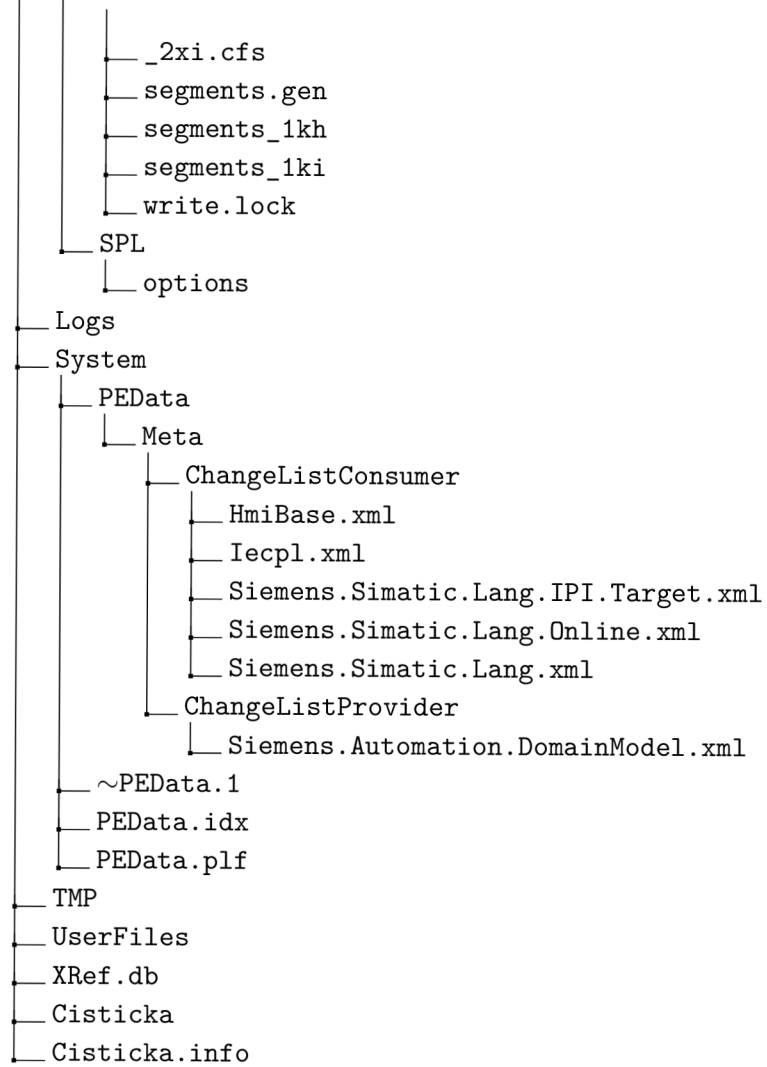 _2xi.cfs
segments.gen
segments_1kh
segments_1ki
write.lock
SPL
options
Logs
System
PEData
Meta
ChangeListConsumer
HmiBase.xml
Iecpl.xml
Siemens.Simatic.Lang.IPI.Target.xml
Siemens.Simatic.Lang.Online.xml
Siemens.Simatic.Lang.xml
ChangeListProvider
Siemens.Automation.DomainModel.xml
~PEData.1
PEData.idx
PEData.plf
TMP
UserFiles
XRef.db
Cisticka
Cisticka.info